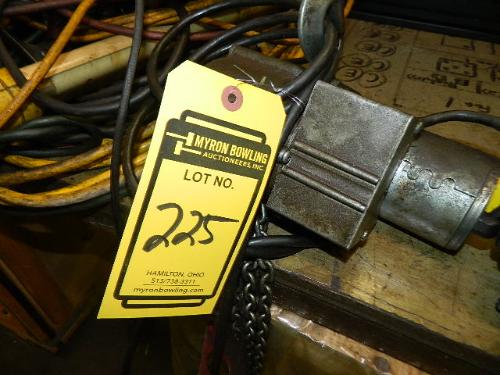 MYRON BOWLING
AUCTIONEERS, INC.
LOT NO.
225
HAMILTON, OHIO
513/738-3311
myronbowling.com